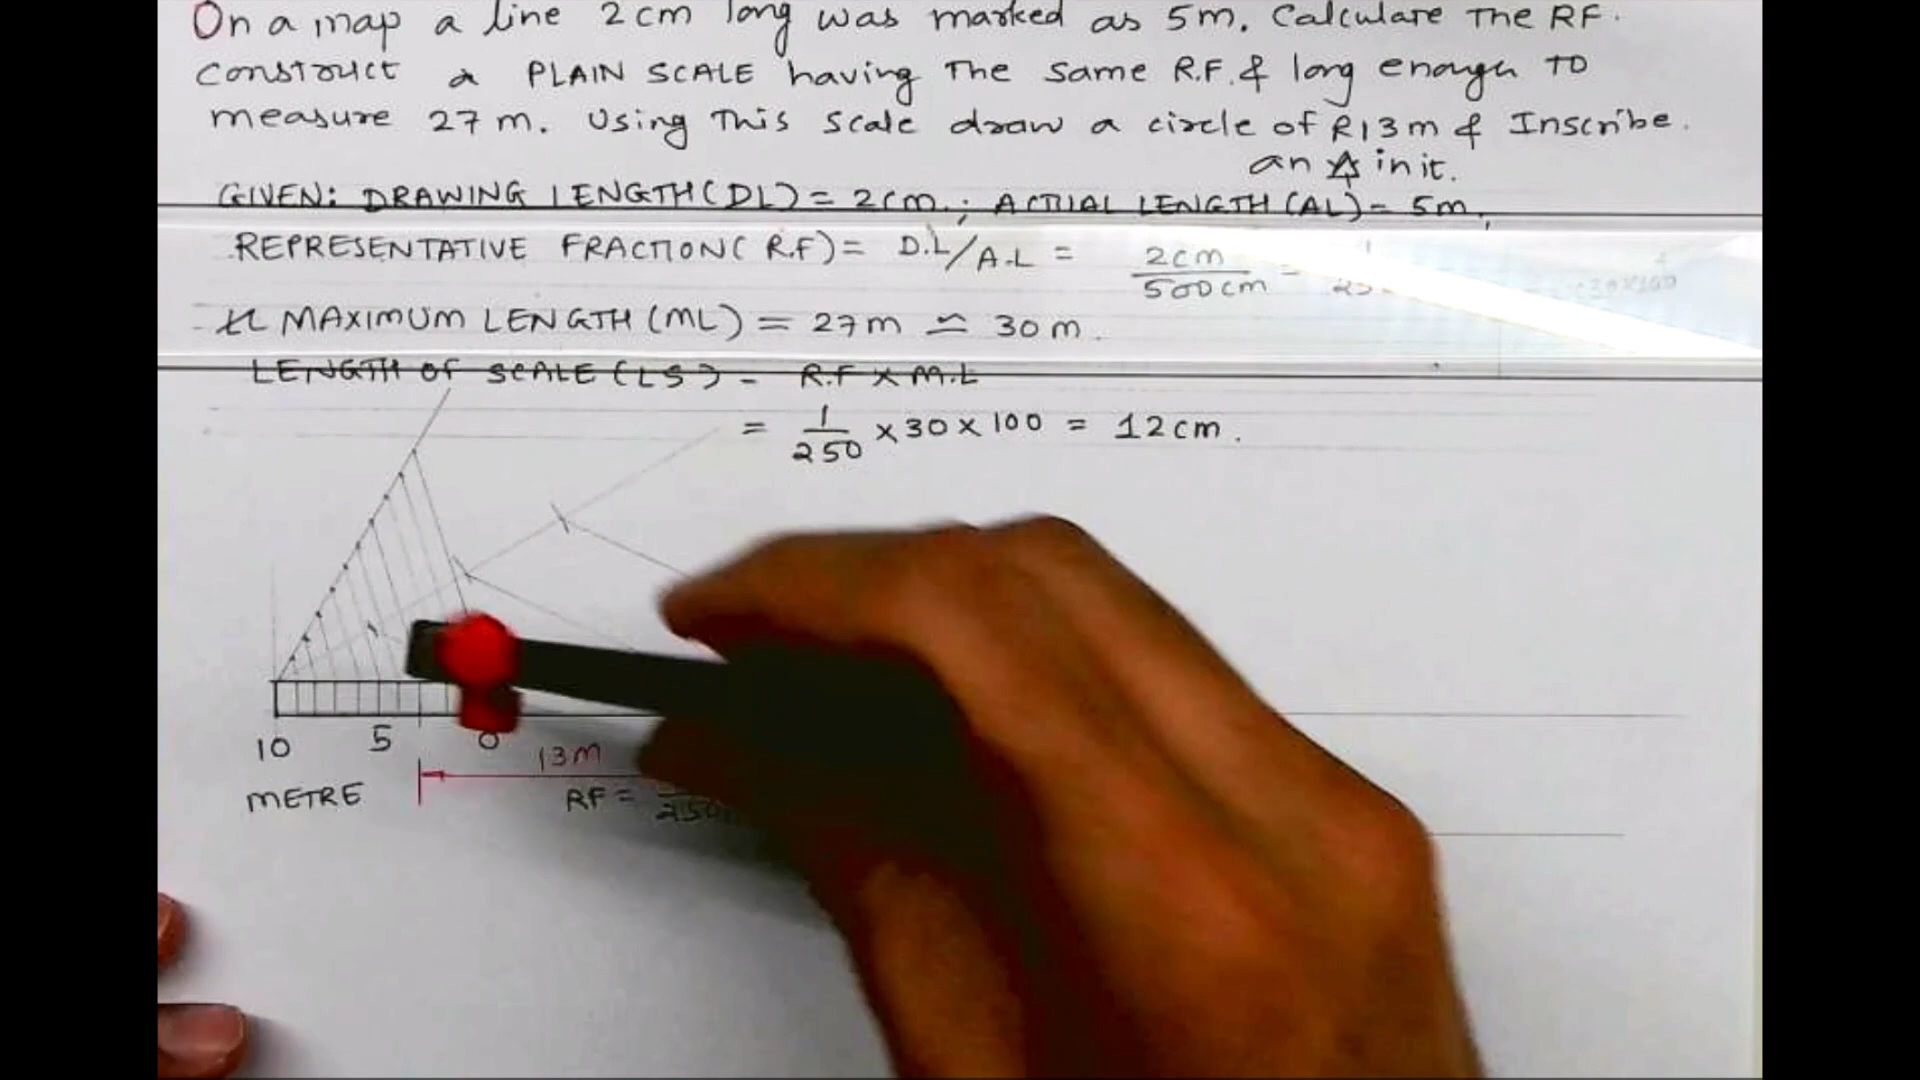 On a map a line 2cm long was marked as 5m. Calculate The RF.
Construct a PLAIN SCALE having The same R.F. & long enough TO
measure 27m. Using This scale draw a circle of R13m & Inscribe.
an in it.
GIVEN: DRAWING LENGTH(DL) = 2cm.; ACTUAL LENGTH(AL) = 5m,
REPRESENTATIVE FRACTION(R.F) = D.L/A.L = 2cm/500cm =
MAXIMUM LENGTH(ML) = 27m ≃ 30m.
LENGTH OF SCALE(LS) = R.F × M.L
= 1/250 × 30 × 100 = 12cm.
10 5 0
13m
METRE RF = 250